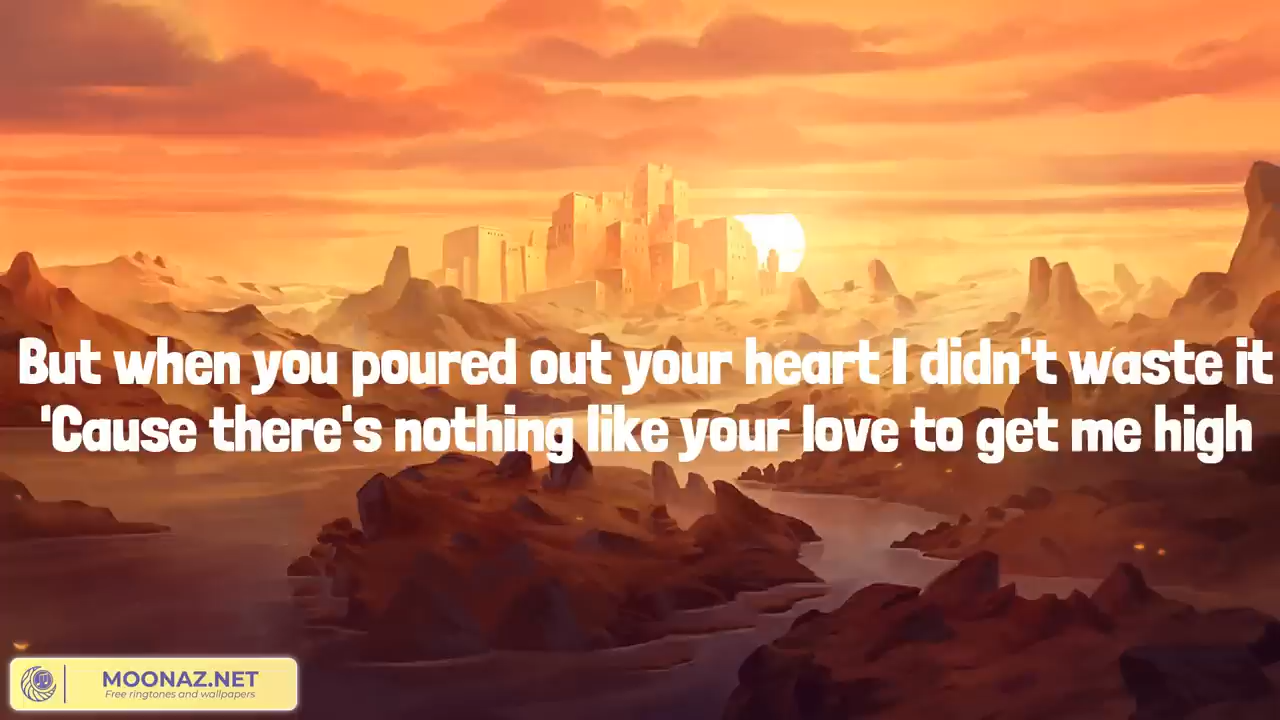 But when you poured out your heart I didn't waste it
'Cause there's nothing like your love to get me high
MOONAZ.NET
Free ringtones and wallpapers